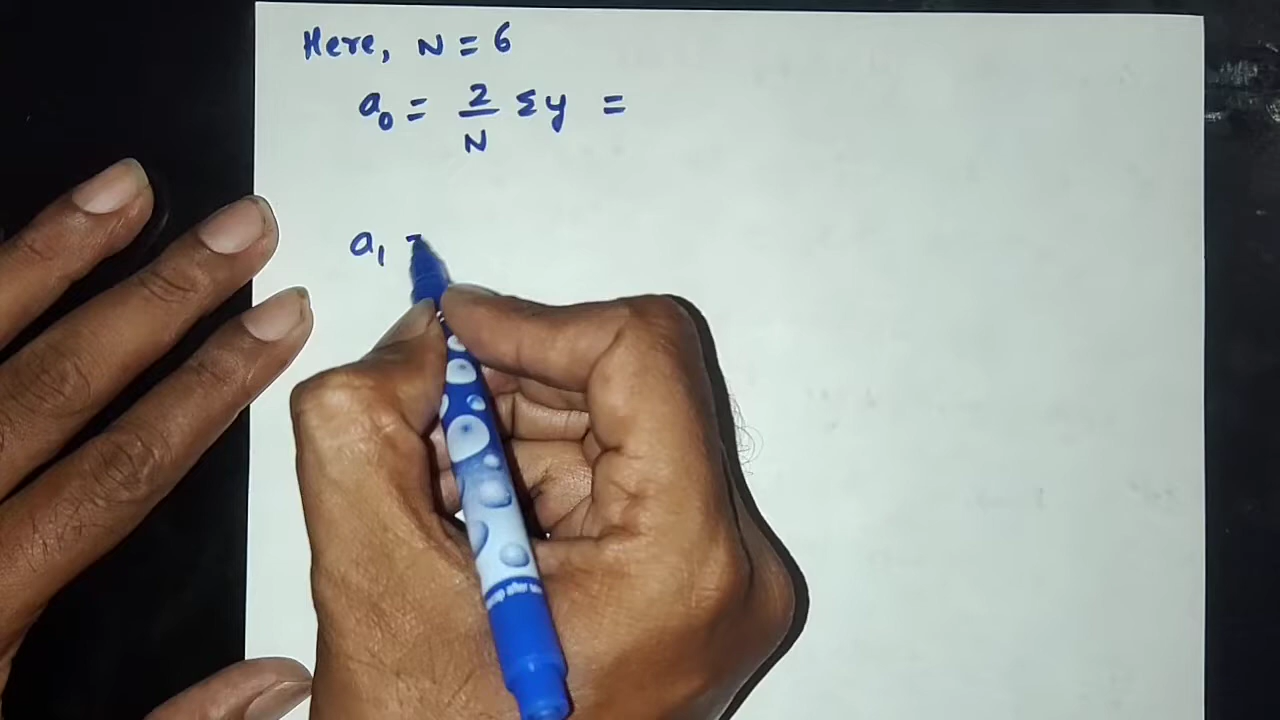 Here, N = 6
a₀ = 2/N Σy =
a₁ =